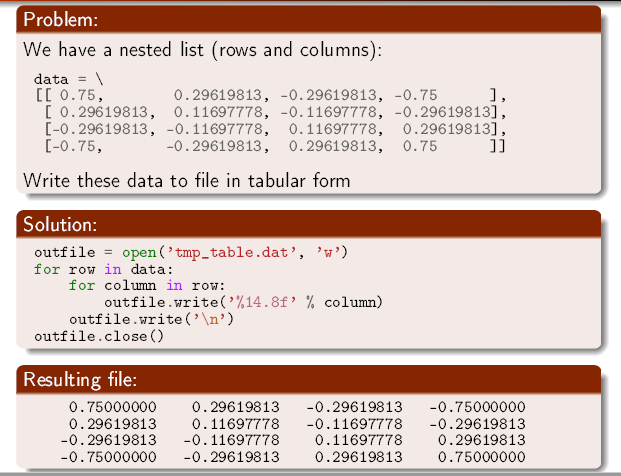 Problem:
We have a nested list (rows and columns):
data = \
[[ 0.75,       0.29619813, -0.29619813, -0.75      ],
 [ 0.29619813,  0.11697778, -0.11697778, -0.29619813],
 [-0.29619813, -0.11697778,  0.11697778,  0.29619813],
 [-0.75,       -0.29619813,  0.29619813,  0.75      ]]
Write these data to file in tabular form
Solution:
outfile = open('tmp_table.dat', 'w')
for row in data:
    for column in row:
        outfile.write('%14.8f' % column)
    outfile.write('\n')
outfile.close()
Resulting file:
    0.75000000    0.29619813   -0.29619813   -0.75000000
    0.29619813    0.11697778   -0.11697778   -0.29619813
   -0.29619813   -0.11697778    0.11697778    0.29619813
   -0.75000000   -0.29619813    0.29619813    0.75000000